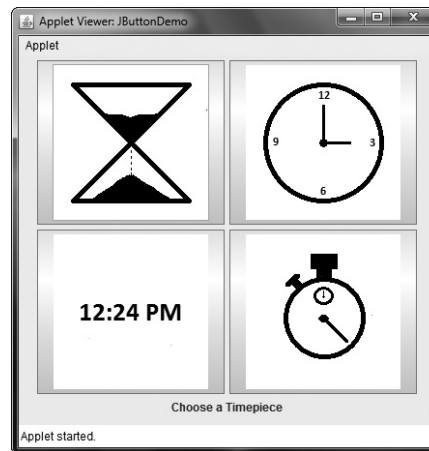 Applet Viewer: JButtonDemo
Applet
12
9 3
6
12:24 PM
Choose a Timepiece
Applet started.